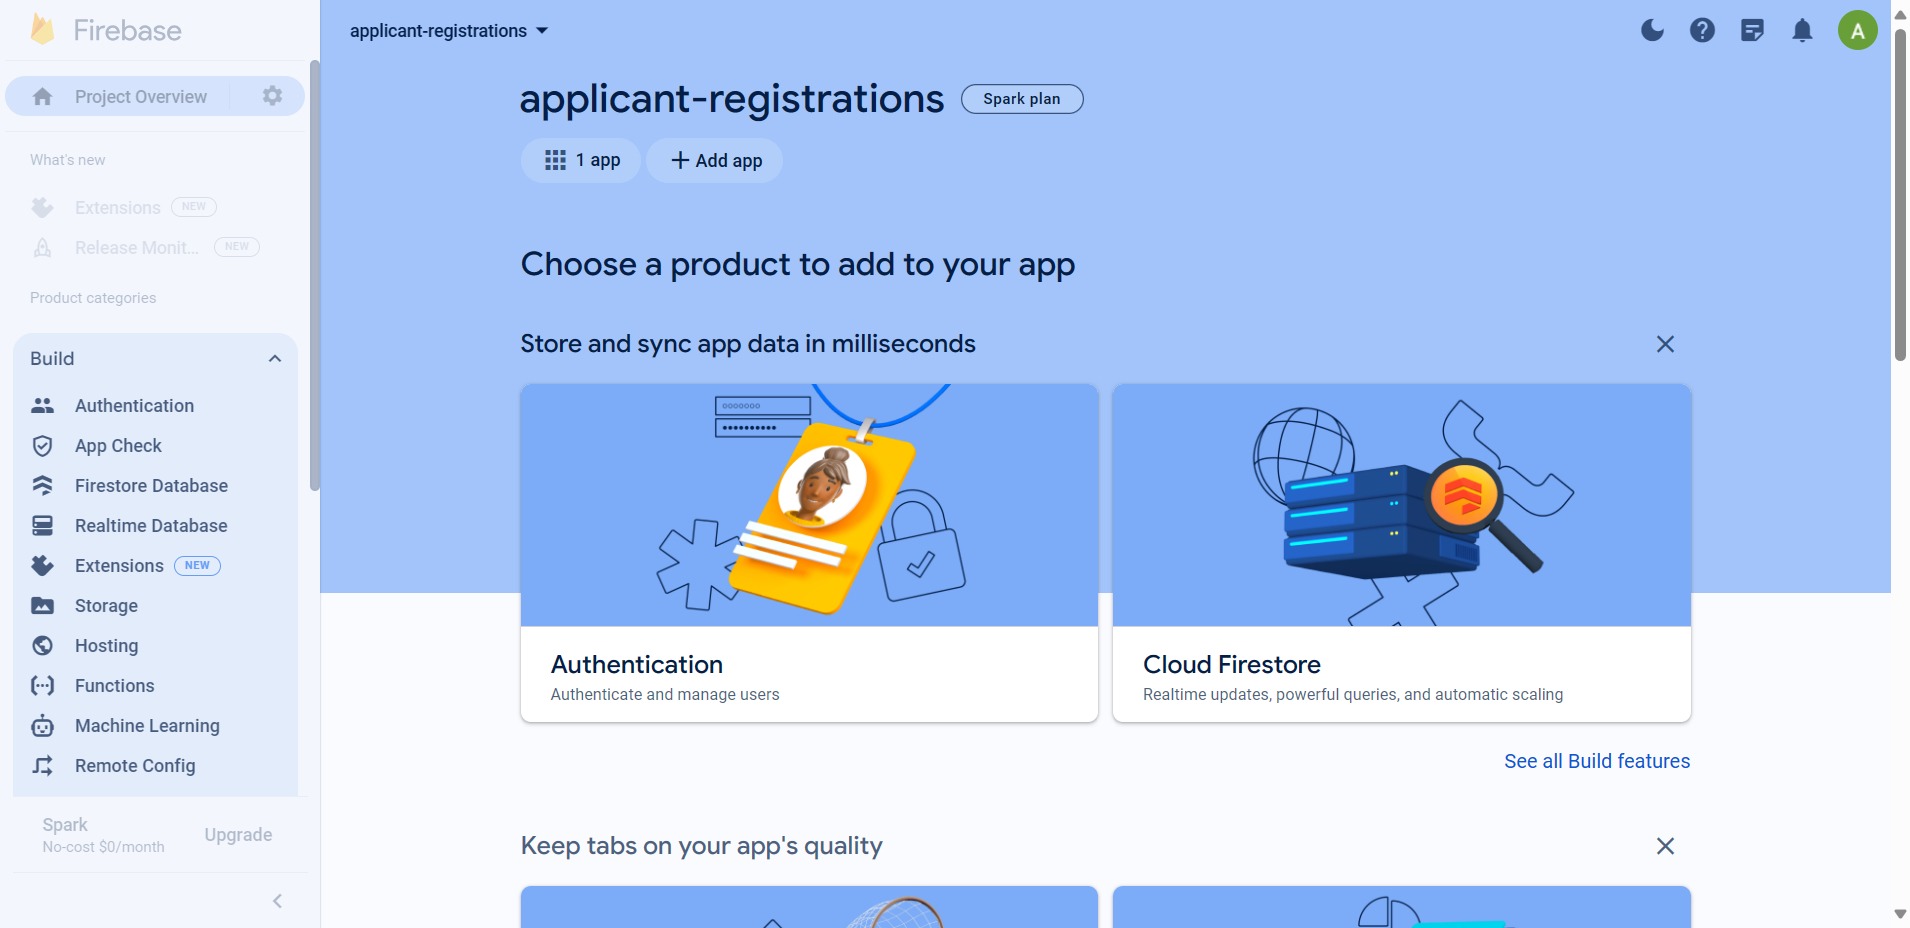 Firebase
Project Overview
What's new
Extensions NEW
Release Monit... NEW
Product categories
Build
Authentication
App Check
Firestore Database
Realtime Database
Extensions NEW
Storage
Hosting
Functions
Machine Learning
Remote Config
Spark
No-cost $0/month
Upgrade
applicant-registrations
A
applicant-registrations Spark plan
1 app
Add app
Choose a product to add to your app
Store and sync app data in milliseconds
Authentication
Authenticate and manage users
Cloud Firestore
Realtime updates, powerful queries, and automatic scaling
See all Build features
Keep tabs on your app's quality